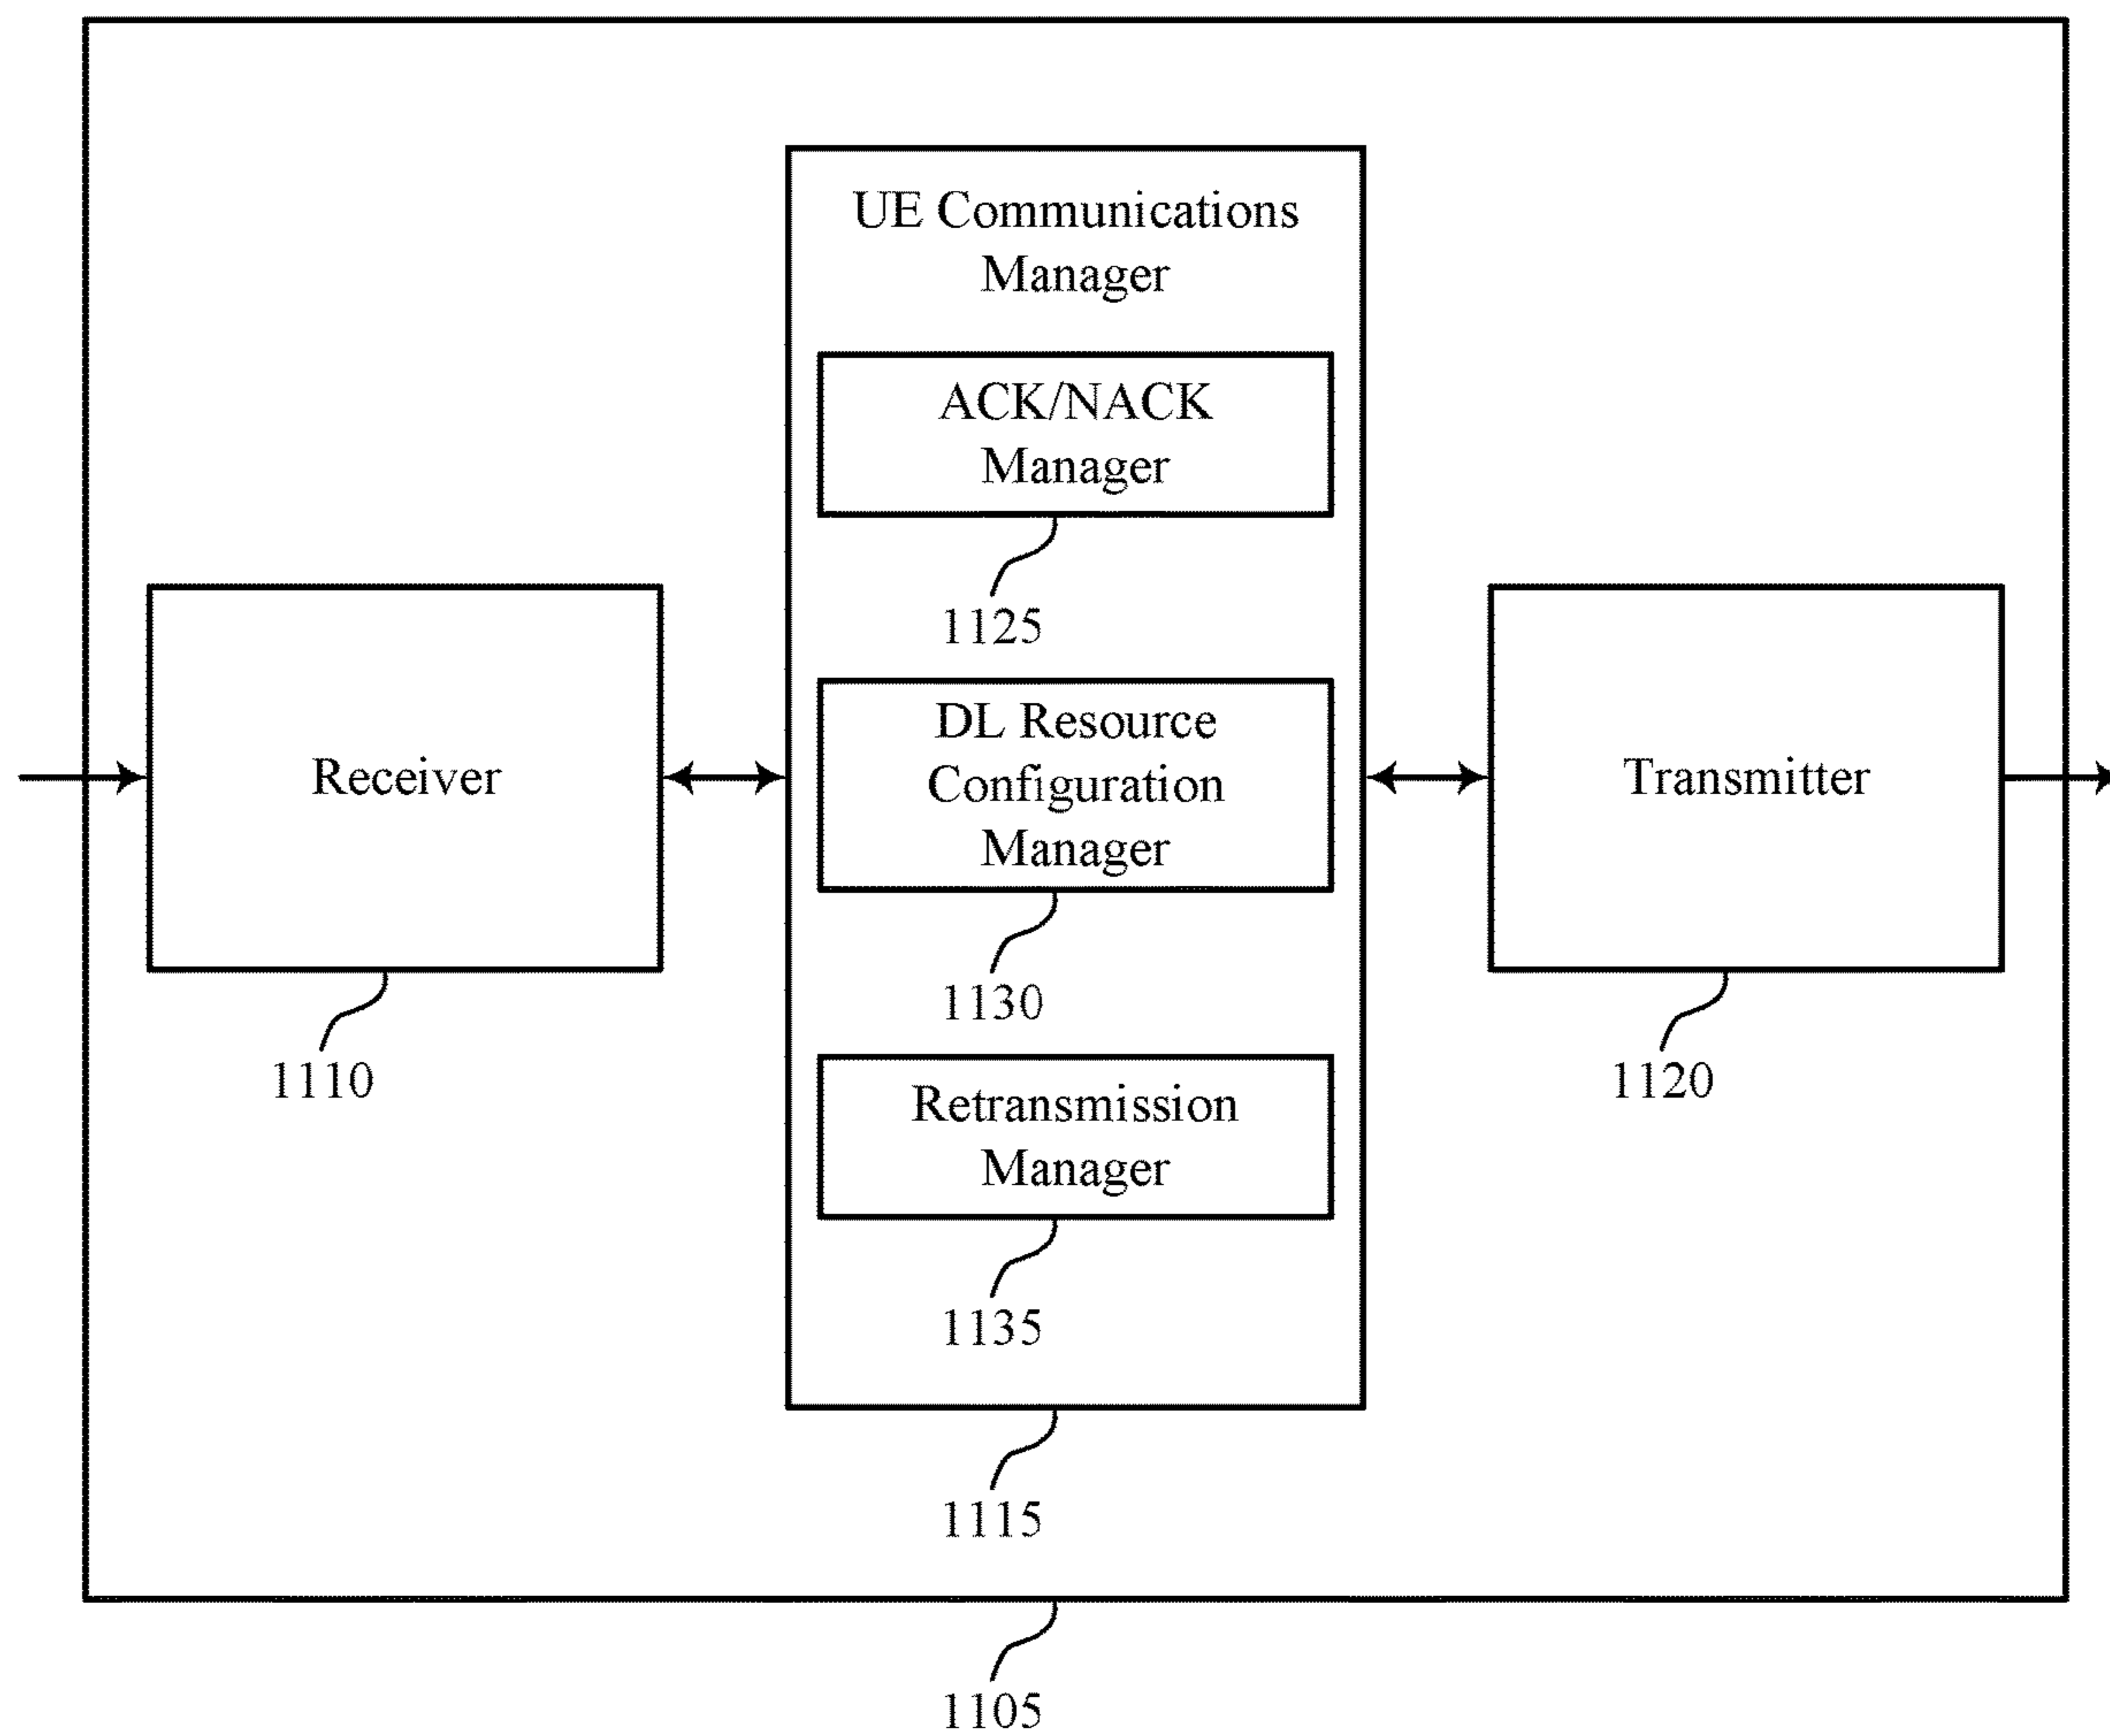 UE Communications
Manager
ACK/NACK
Manager
1125
DL Resource
Configuration
Manager
1130
Retransmission
Manager
1135
1115
Receiver
1110
Transmitter
1120
1105